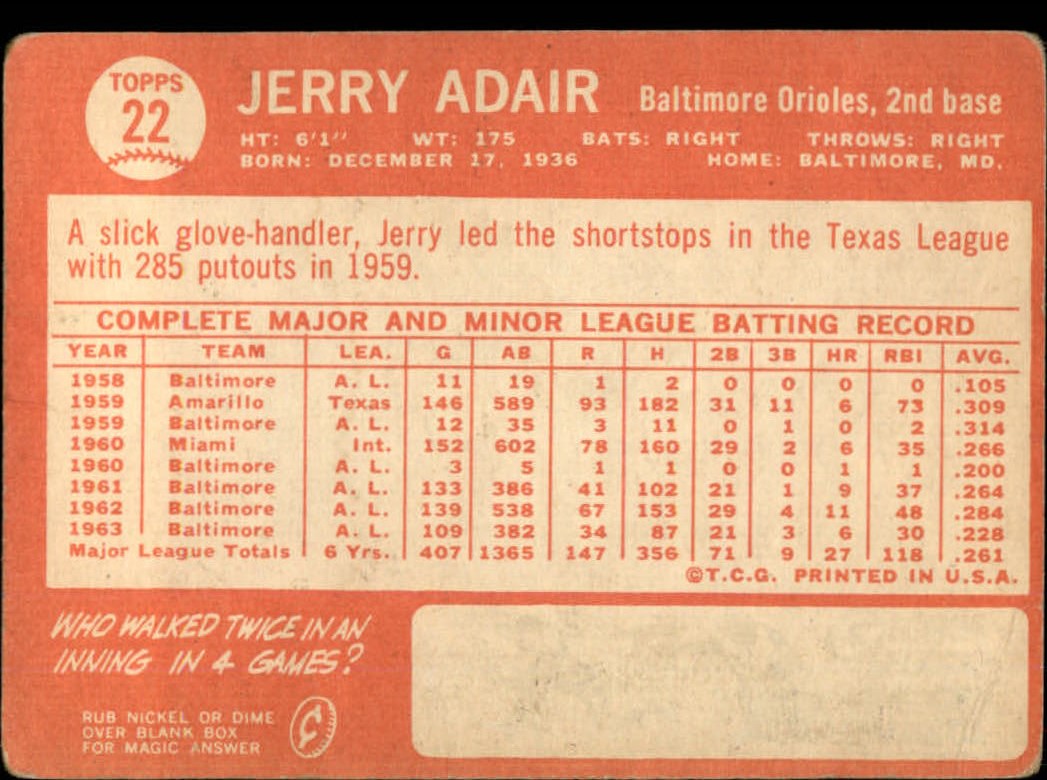 TOPPS
22
JERRY ADAIR Baltimore Orioles, 2nd base
HT: 6'1'' WT: 175 BATS: RIGHT THROWS: RIGHT
BORN: DECEMBER 17, 1936 HOME: BALTIMORE, MD.
A slick glove-handler, Jerry led the shortstops in the Texas League
with 285 putouts in 1959.
COMPLETE MAJOR AND MINOR LEAGUE BATTING RECORD
YEAR TEAM LEA. G AB R H 2B 3B HR RBI AVG.
1958 Baltimore A. L. 11 19 1 2 0 0 0 0 .105
1959 Amarillo Texas 146 589 93 182 31 11 6 73 .309
1959 Baltimore A. L. 12 35 3 11 0 1 0 2 .314
1960 Miami Int. 152 602 78 160 29 2 6 35 .266
1960 Baltimore A. L. 3 5 1 1 0 0 1 1 .200
1961 Baltimore A. L. 133 386 41 102 21 1 9 37 .264
1962 Baltimore A. L. 139 538 67 153 29 4 11 48 .284
1963 Baltimore A. L. 109 382 34 87 21 3 6 30 .228
Major League Totals 6 Yrs. 407 1365 147 356 71 9 27 118 .261
©T.C.G. PRINTED IN U.S.A.
WHO WALKED TWICE IN AN
INNING IN 4 GAMES?
RUB NICKEL OR DIME
OVER BLANK BOX
FOR MAGIC ANSWER